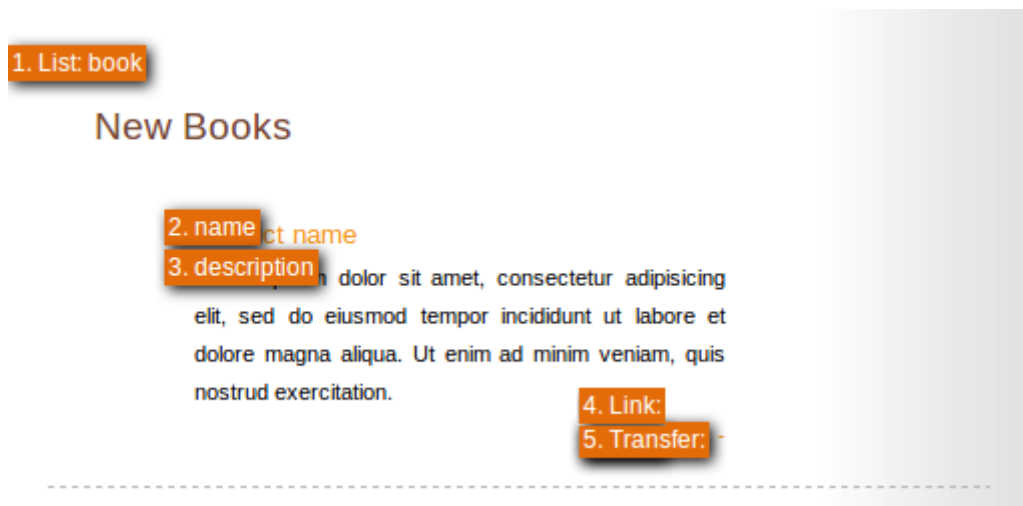 1. List: book
New Books
2. name ct name
3. description dolor sit amet, consectetur adipisicing
elit, sed do eiusmod tempor incididunt ut labore et
dolore magna aliqua. Ut enim ad minim veniam, quis
nostrud exercitation.
4. Link:
5. Transfer: